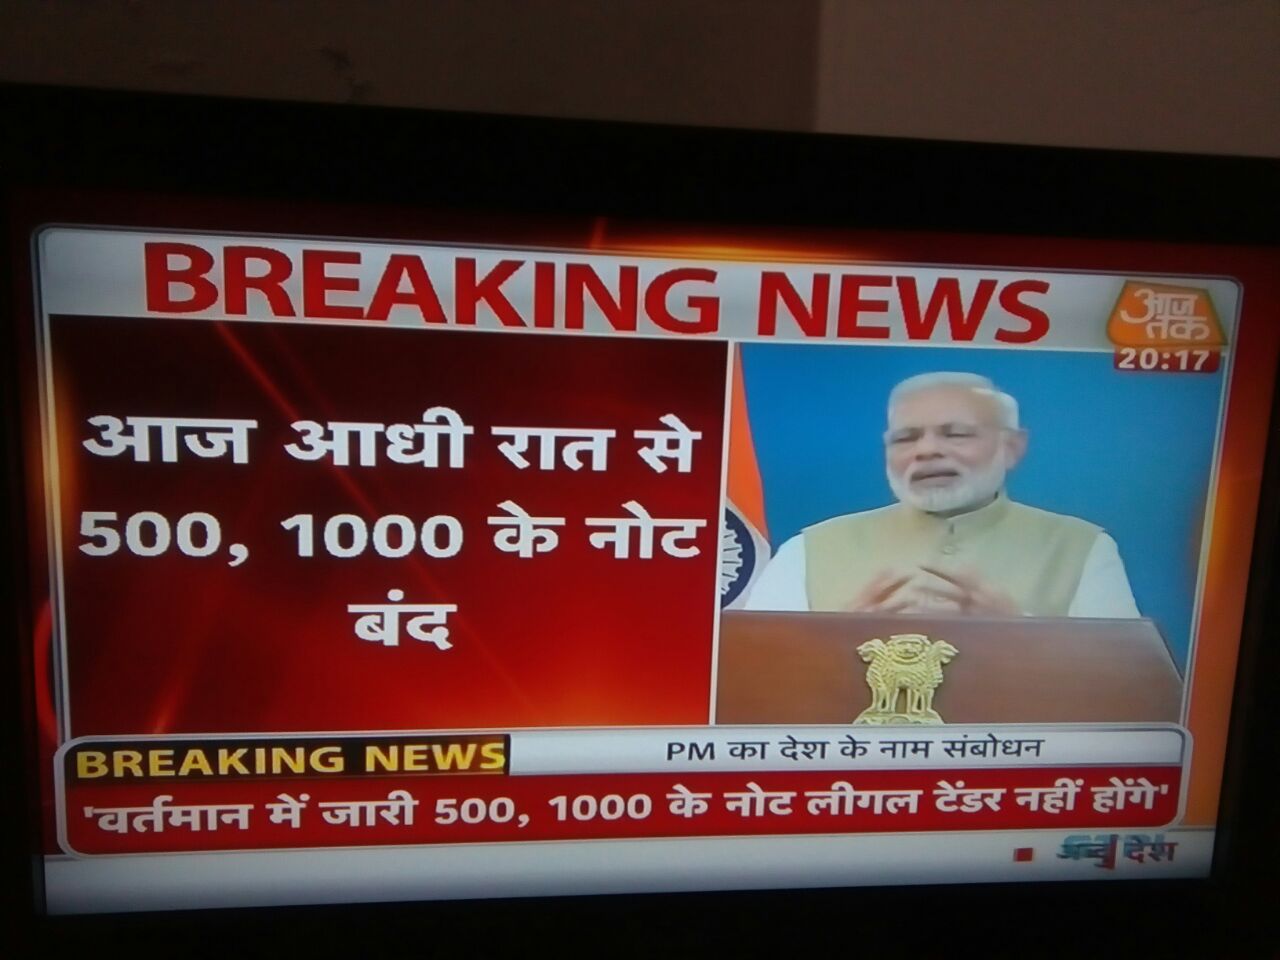 BREAKING NEWS
आज
तक
20:17
आज आधी रात से
500, 1000 के नोट
बंद
BREAKING NEWS
PM का देश के नाम संबोधन
'वर्तमान में जारी 500, 1000 के नोट लीगल टेंडर नहीं होंगे'
देश